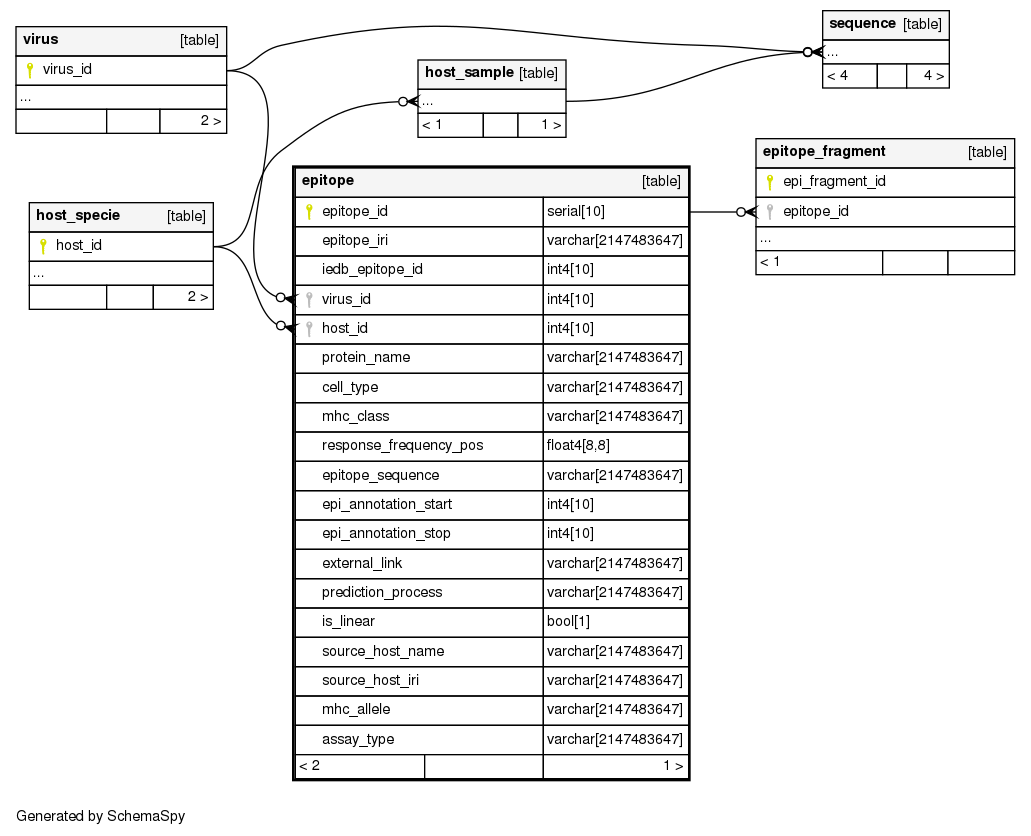 virus [table]
virus_id
...
2 >
host_specie [table]
host_id
...
2 >
host_sample [table]
...
< 1 1 >
sequence [table]
...
< 4 4 >
epitope_fragment [table]
epi_fragment_id
epitope_id
...
< 1
epitope [table]
epitope_id serial[10]
epitope_iri varchar[2147483647]
iedb_epitope_id int4[10]
virus_id int4[10]
host_id int4[10]
protein_name varchar[2147483647]
cell_type varchar[2147483647]
mhc_class varchar[2147483647]
response_frequency_pos float4[8,8]
epitope_sequence varchar[2147483647]
epi_annotation_start int4[10]
epi_annotation_stop int4[10]
external_link varchar[2147483647]
prediction_process varchar[2147483647]
is_linear bool[1]
source_host_name varchar[2147483647]
source_host_iri varchar[2147483647]
mhc_allele varchar[2147483647]
assay_type varchar[2147483647]
< 2 1 >
Generated by SchemaSpy